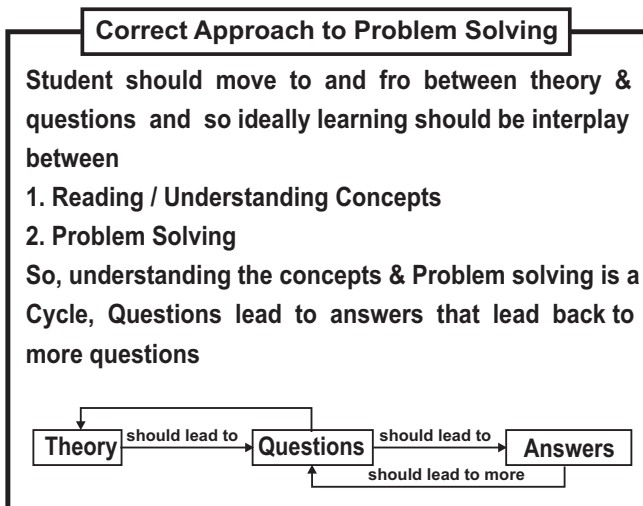 Correct Approach to Problem Solving
Student should move to and fro between theory &
questions and so ideally learning should be interplay
between
1. Reading / Understanding Concepts
2. Problem Solving
So, understanding the concepts & Problem solving is a
Cycle, Questions lead to answers that lead back to
more questions
Theory should lead to Questions should lead to Answers
should lead to more